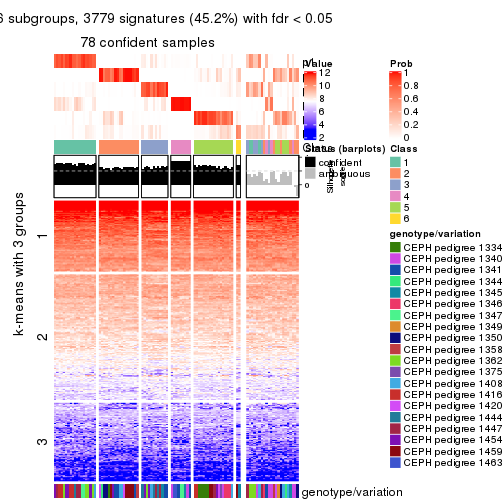 6 subgroups, 3779 signatures (45.2%) with fdr < 0.05
78 confident samples
Value
12
10
8
6
4
2
Prob
1
0.8
0.6
0.4
0.2
0
Status (barplots)
confident
ambiguous
Class
1
2
3
4
5
6
Silhouette score
0
k-means with 3 groups
1
2
3
genotype/variation
CEPH pedigree 1334
CEPH pedigree 1340
CEPH pedigree 1341
CEPH pedigree 1344
CEPH pedigree 1345
CEPH pedigree 1346
CEPH pedigree 1347
CEPH pedigree 1349
CEPH pedigree 1350
CEPH pedigree 1358
CEPH pedigree 1362
CEPH pedigree 1375
CEPH pedigree 1408
CEPH pedigree 1416
CEPH pedigree 1420
CEPH pedigree 1444
CEPH pedigree 1447
CEPH pedigree 1454
CEPH pedigree 1459
CEPH pedigree 1463
genotype/variation